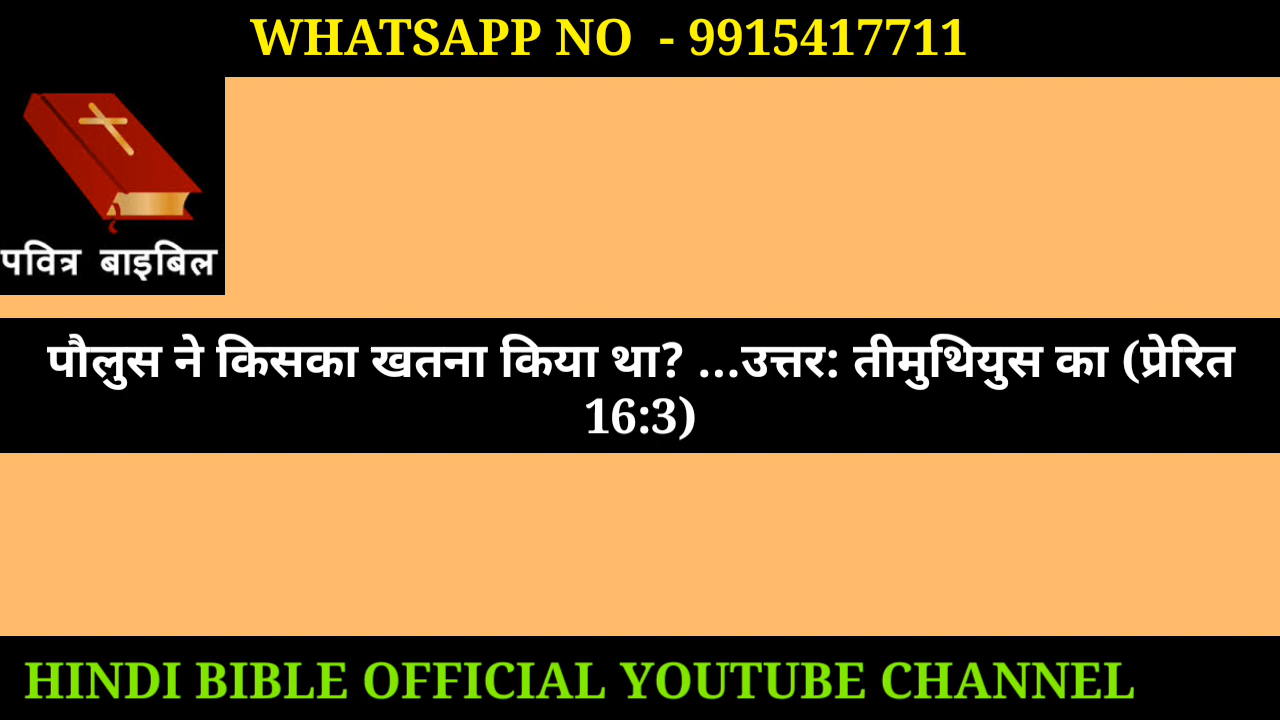 WHATSAPP NO - 9915417711
पवित्र बाइबिल
पौलुस ने किसका खतना किया था? ...उत्तर: तीमुथियुस का (प्रेरित
16:3)
HINDI BIBLE OFFICIAL YOUTUBE CHANNEL